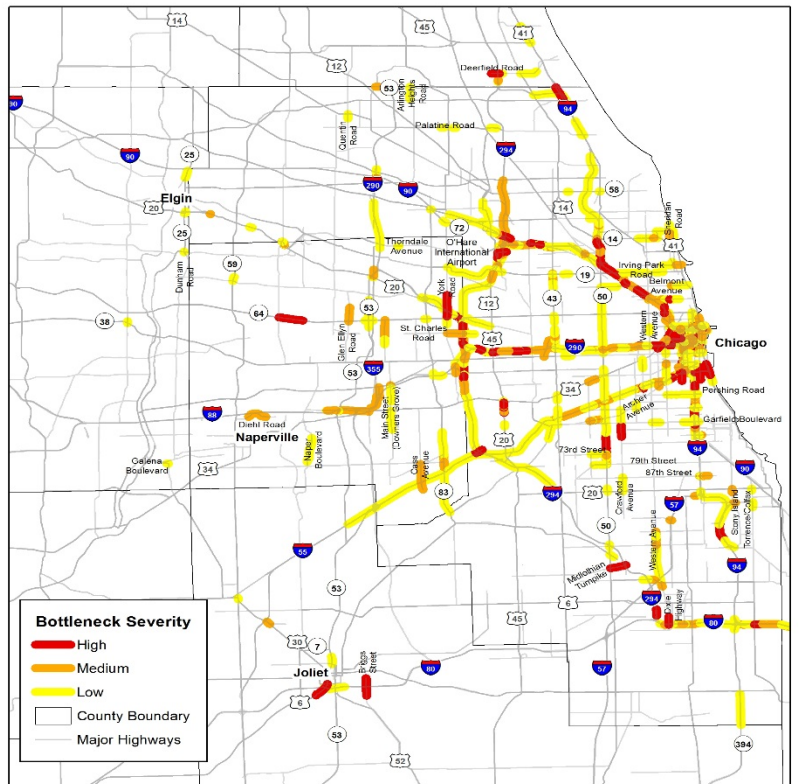 14
45
41
12
Deerfield Road
53
Arlington
Heights
Road
94
90
Quentin
Road
Palatine Road
294
90
25
290
90
58
Elgin
20
72
14
14
Sheridan
Road
41
25
Thorndale
Avenue
O'Hare
International
Airport
59
Dunham Road
20
York
Road
12
19
Irving Park
Road
Belmont
Avenue
43
50
64
38
53
Glen Ellyn
Road
St. Charles
Road
45
Western
Avenue
Chicago
290
53
355
34
Pershing Road
88
Diehl Road
Main Street
(Downers Grove)
Archer
Avenue
Garfield Boulevard
Naperville
20
73rd Street
94
Naper
Boulevard
79th Street
90
Galena
Boulevard
34
Cass
Avenue
87th Street
83
294
20
Crawford
Avenue
57
Stony Island
Torrence/Colfax
50
55
Western Avenue
94
Midlothian
Turnpike
53
6
294
Dixie
Highway
45
80
30
7
Briggs
Street
Joliet
80
57
6
53
52
394
Bottleneck Severity
High
Medium
Low
County Boundary
Major Highways